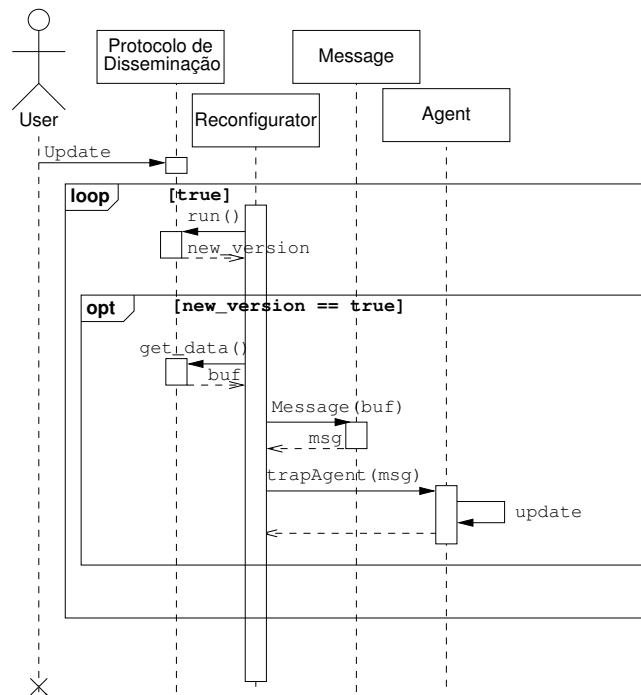 Protocolo de
Disseminação
Message
User
Reconfigurator
Agent
Update
loop
[true]
run()
new_version
opt
[new_version == true]
get_data()
buf
Message(buf)
msg
trapAgent(msg)
update